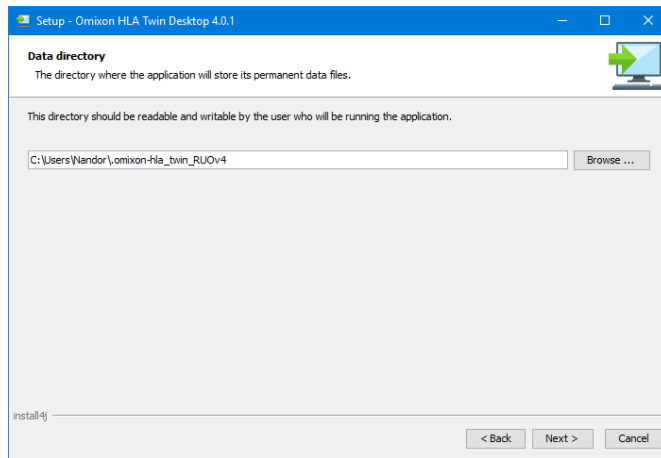 Setup - Omixon HLA Twin Desktop 4.0.1
Data directory
The directory where the application will store its permanent data files.
This directory should be readable and writable by the user who will be running the application.
C:\Users\Nandor\.omixon-hla_twin_RUOv4
Browse ...
install4j
< Back
Next >
Cancel